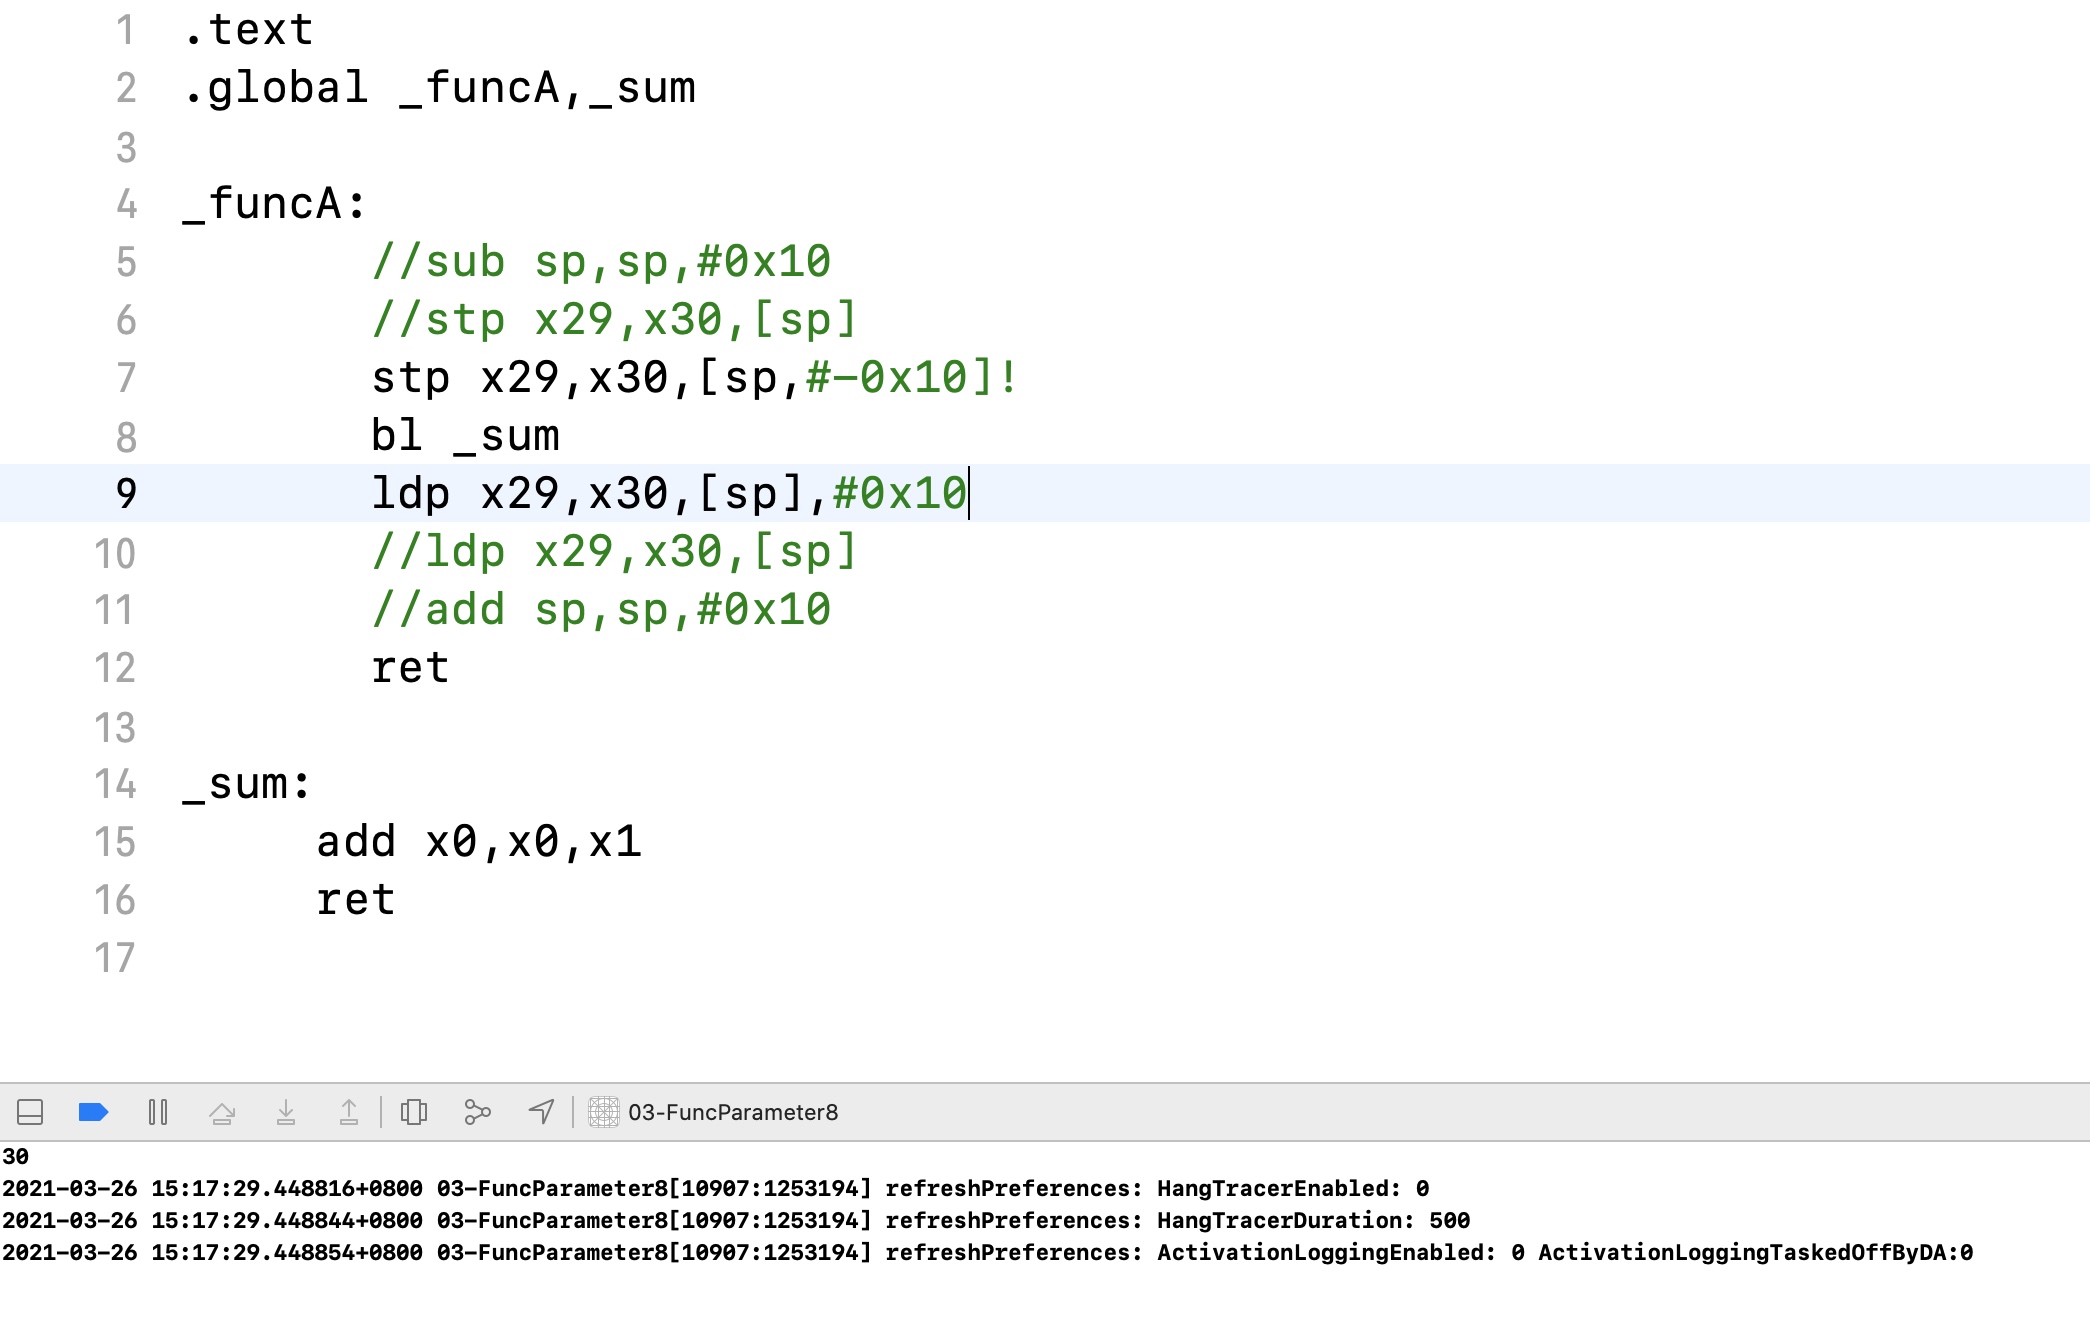 1 .text
2 .global _funcA,_sum
3
4 _funcA:
5 //sub sp,sp,#0x10
6 //stp x29,x30,[sp]
7 stp x29,x30,[sp,#-0x10]!
8 bl _sum
9 ldp x29,x30,[sp],#0x10
10 //ldp x29,x30,[sp]
11 //add sp,sp,#0x10
12 ret
13
14 _sum:
15 add x0,x0,x1
16 ret
17
03-FuncParameter8
30
2021-03-26 15:17:29.448816+0800 03-FuncParameter8[10907:1253194] refreshPreferences: HangTracerEnabled: 0
2021-03-26 15:17:29.448844+0800 03-FuncParameter8[10907:1253194] refreshPreferences: HangTracerDuration: 500
2021-03-26 15:17:29.448854+0800 03-FuncParameter8[10907:1253194] refreshPreferences: ActivationLoggingEnabled: 0 ActivationLoggingTaskedOffByDA:0